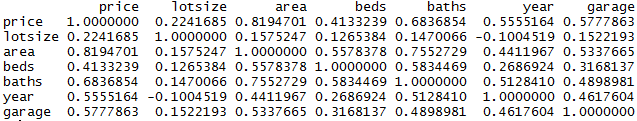 price lotsize area beds baths year garage
price 1.0000000 0.2241685 0.8194701 0.4133239 0.6836854 0.5555164 0.5777863
lotsize 0.2241685 1.0000000 0.1575247 0.1265384 0.1470066 -0.1004519 0.1522193
area 0.8194701 0.1575247 1.0000000 0.5578378 0.7552729 0.4411967 0.5337665
beds 0.4133239 0.1265384 0.5578378 1.0000000 0.5834469 0.2686924 0.3168137
baths 0.6836854 0.1470066 0.7552729 0.5834469 1.0000000 0.5128410 0.4898981
year 0.5555164 -0.1004519 0.4411967 0.2686924 0.5128410 1.0000000 0.4617604
garage 0.5777863 0.1522193 0.5337665 0.3168137 0.4898981 0.4617604 1.0000000